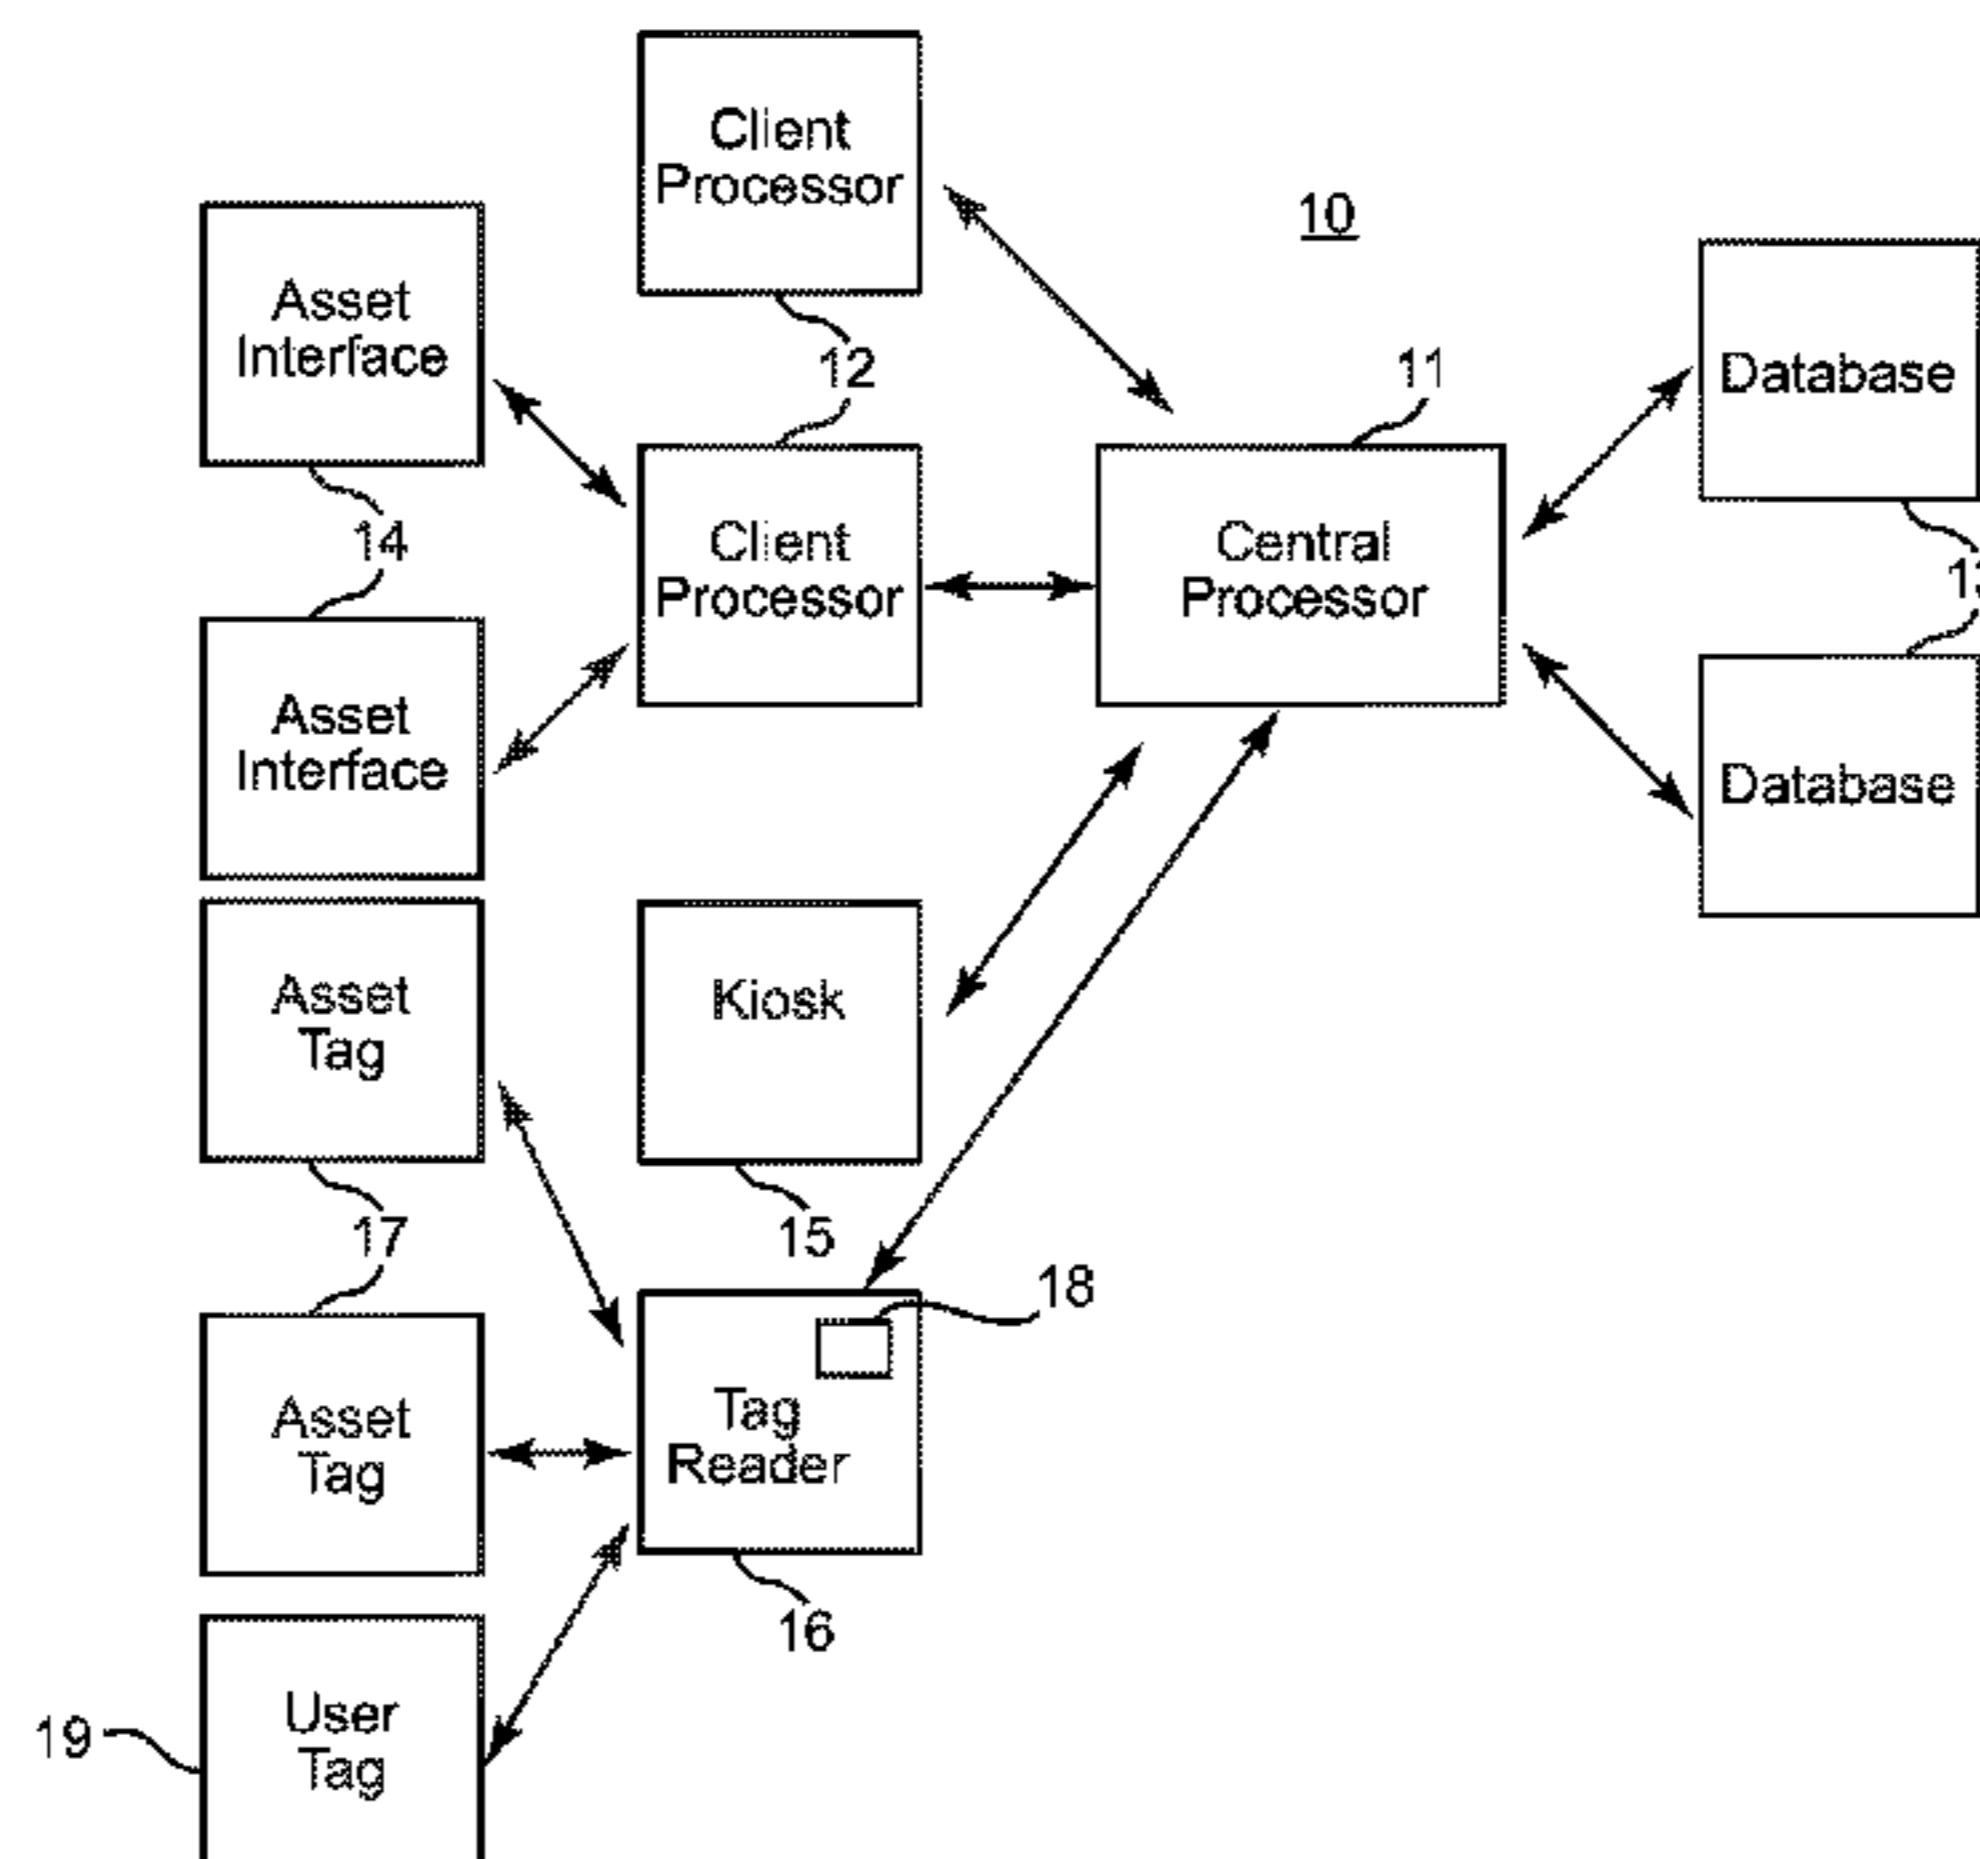 Client
Processor
10
Asset
Interface
12
11
Database
14
Client
Processor
Central
Processor
Asset
Interface
Database
Asset
Tag
Kiosk
17
15
18
Asset
Tag
Tag
Reader
16
User
Tag
19